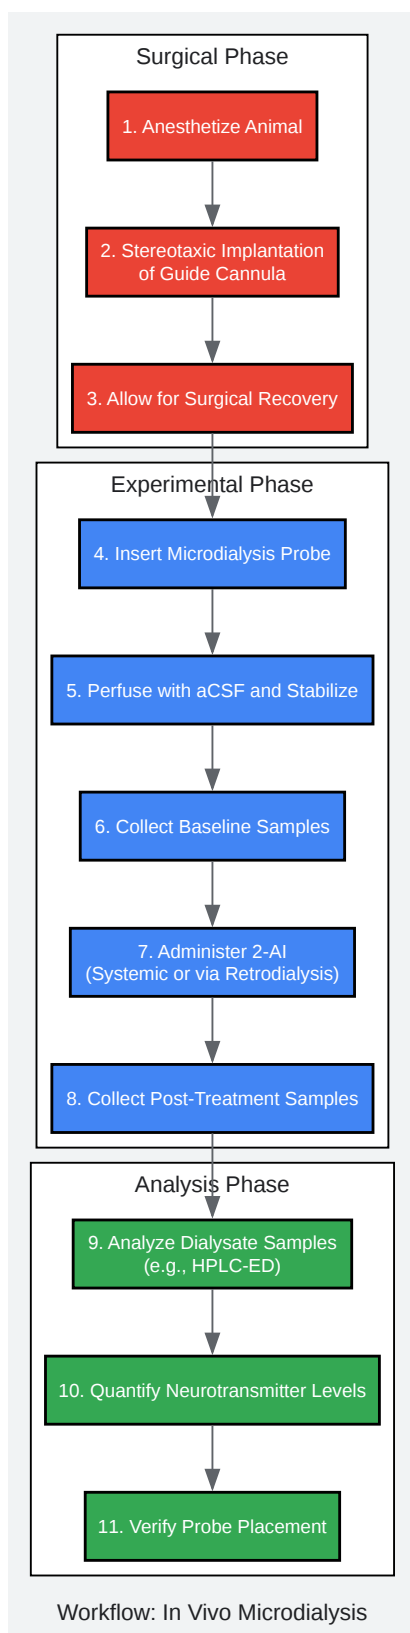 Surgical Phase
1. Anesthetize Animal
2. Stereotaxic Implantation
of Guide Cannula
3. Allow for Surgical Recovery
Experimental Phase
4. Insert Microdialysis Probe
5. Perfuse with aCSF and Stabilize
6. Collect Baseline Samples
7. Administer 2-AI
(Systemic or via Retrodialysis)
8. Collect Post-Treatment Samples
Analysis Phase
9. Analyze Dialysate Samples
(e.g., HPLC-ED)
10. Quantify Neurotransmitter Levels
11. Verify Probe Placement
Workflow: In Vivo Microdialysis